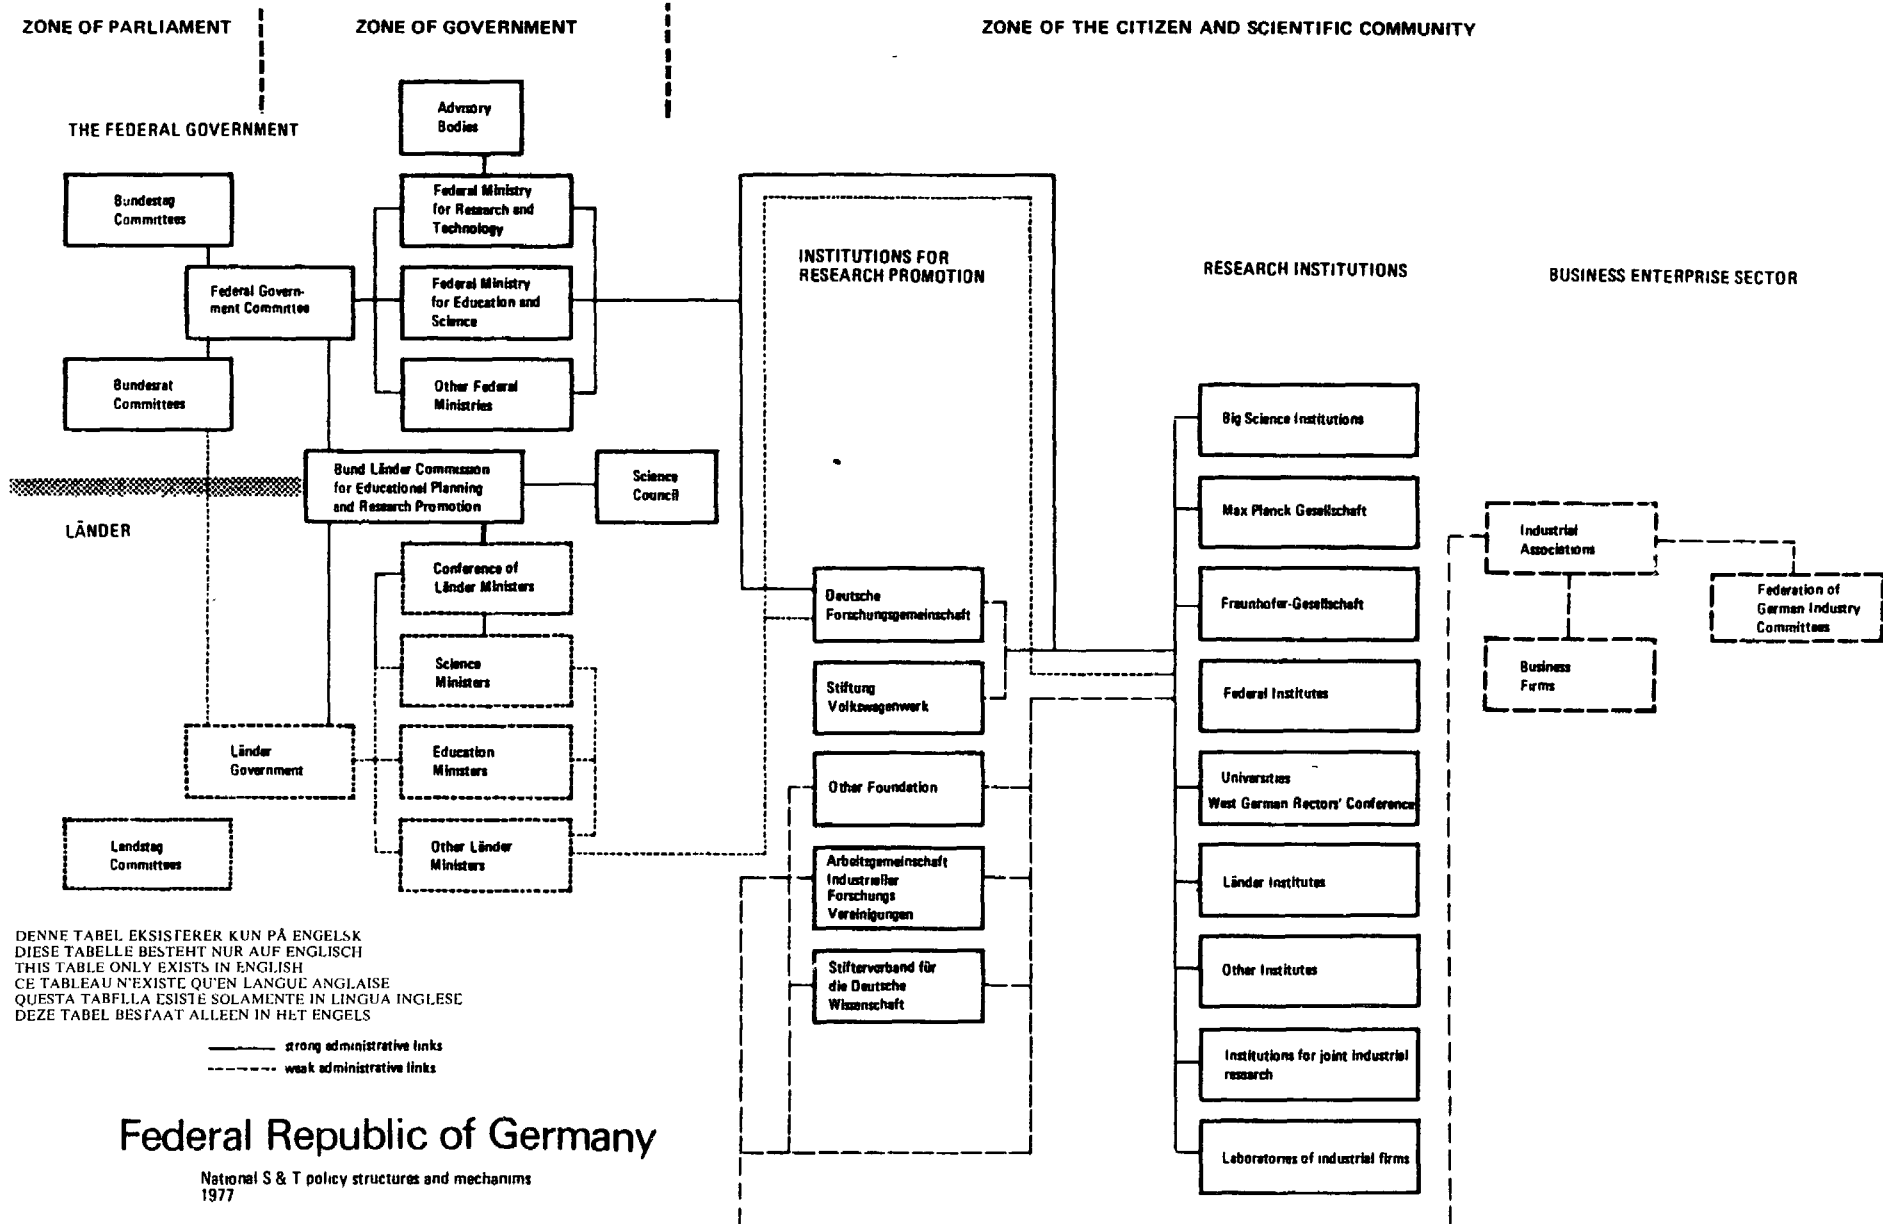 ZONE OF PARLIAMENT
ZONE OF GOVERNMENT
ZONE OF THE CITIZEN AND SCIENTIFIC COMMUNITY
THE FEDERAL GOVERNMENT
Advisory
Bodies
Bundestag
Committees
Federal Ministry
for Research and
Technology
Federal Govern-
ment Committee
Federal Ministry
for Education and
Science
Bundesrat
Committees
Other Federal
Ministries
Bund Länder Commission
for Educational Planning
and Research Promotion
Science
Council
LÄNDER
Conference of
Länder Ministers
Science
Ministers
Länder
Government
Education
Ministers
Landstag
Committees
Other Länder
Ministers
INSTITUTIONS FOR
RESEARCH PROMOTION
Deutsche
Forschungsgemeinschaft
Stiftung
Volkswagenwerk
Other Foundation
Arbeitsgemeinschaft
Industrieller
Forschungs
Vereinigungen
Stifterverband für
die Deutsche
Wissenschaft
RESEARCH INSTITUTIONS
Big Science Institutions
Max Planck Gesellschaft
Fraunhofer-Gesellschaft
Federal Institutes
Universities
West German Rectors' Conference
Länder Institutes
Other Institutes
Institutions for joint industrial
research
Laboratories of industrial firms
BUSINESS ENTERPRISE SECTOR
Industrial
Associations
Federation of
German Industry
Committees
Business
Firms
DENNE TABEL EKSISTERER KUN PÅ ENGELSK
DIESE TABELLE BESTEHT NUR AUF ENGLISCH
THIS TABLE ONLY EXISTS IN ENGLISH
CE TABLEAU N'EXISTE QU'EN LANGUE ANGLAISE
QUESTA TABELLA ESISTE SOLAMENTE IN LINGUA INGLESE
DEZE TABEL BESTAAT ALLEEN IN HET ENGELS
strong administrative links
weak administrative links
Federal Republic of Germany
National S & T policy structures and mechanims
1977